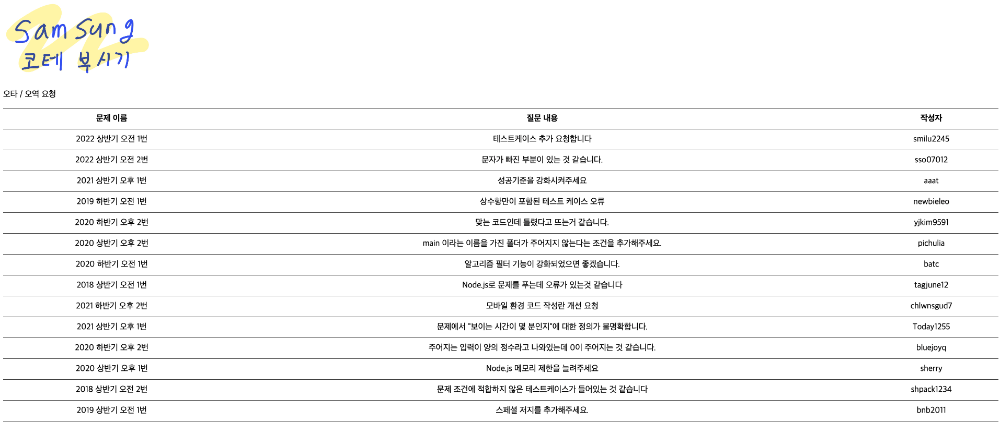 Samsung
코테 부시기
오타 / 오역 요청
문제 이름 질문 내용 작성자
2022 상반기 오전 1번 테스트케이스 추가 요청합니다 smilu2245
2022 상반기 오전 2번 문자가 빠진 부분이 있는 것 같습니다. sso07012
2021 상반기 오후 1번 성공기준을 강화시켜주세요 aaat
2019 하반기 오전 1번 상수항만이 포함된 테스트 케이스 오류 newbieleo
2020 하반기 오후 2번 맞는 코드인데 틀렸다고 뜨는거 같습니다. yjkim9591
2020 상반기 오후 2번 main 이라는 이름을 가진 폴더가 주어지지 않는다는 조건을 추가해주세요. pichulia
2020 하반기 오전 1번 알고리즘 필터 기능이 강화되었으면 좋겠습니다. batc
2018 상반기 오전 1번 Node.js로 문제를 푸는데 오류가 있는것 같습니다 tagjune12
2021 하반기 오후 2번 모바일 환경 코드 작성란 개선 요청 chlwnsgud7
2021 상반기 오후 1번 문제에서 "보이는 시간이 몇 분인지"에 대한 정의가 불명확합니다. Today1255
2020 하반기 오후 2번 주어지는 입력이 양의 정수라고 나와있는데 0이 주어지는 것 같습니다. bluejoyq
2020 상반기 오후 1번 Node.js 메모리 제한을 늘려주세요 sherry
2018 상반기 오전 2번 문제 조건에 적합하지 않은 테스트케이스가 들어있는 것 같습니다 shpack1234
2019 상반기 오전 1번 스페셜 저지를 추가해주세요. bnb2011